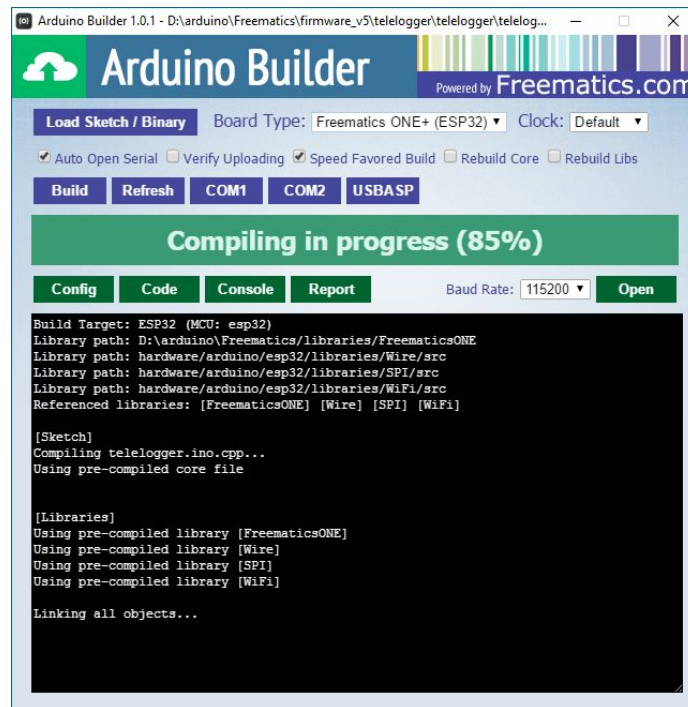 Arduino Builder 1.0.1 - D:\arduino\Freematics\firmware_v5\telelogger\telelogger\telelog...
Arduino Builder
Powered by Freematics.com
Load Sketch / Binary Board Type: Freematics ONE+ (ESP32) Clock: Default
Auto Open Serial Verify Uploading Speed Favored Build Rebuild Core Rebuild Libs
Build Refresh COM1 COM2 USBASP
Compiling in progress (85%)
Config Code Console Report Baud Rate: 115200 Open
Build Target: ESP32 (MCU: esp32)
Library path: D:\arduino\Freematics/libraries/FreematicsONE
Library path: hardware/arduino/esp32/libraries/Wire/src
Library path: hardware/arduino/esp32/libraries/SPI/src
Library path: hardware/arduino/esp32/libraries/WiFi/src
Referenced libraries: [FreematicsONE] [Wire] [SPI] [WiFi]
[Sketch]
Compiling telelogger.ino.cpp...
Using pre-compiled core file
[Libraries]
Using pre-compiled library [FreematicsONE]
Using pre-compiled library [Wire]
Using pre-compiled library [SPI]
Using pre-compiled library [WiFi]
Linking all objects...